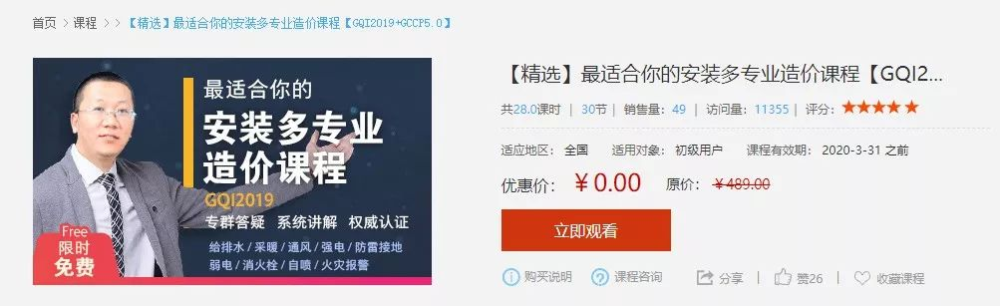 首页 > 课程 > > 【精选】最适合你的安装多专业造价课程【GQI2019+GCCP5.0】
最适合你的
安装多专业
造价课程
GQI2019
专群答疑 系统讲解 权威认证
给排水 / 采暖 / 通风 / 强电 / 防雷接地
弱电 / 消火栓 / 自喷 / 火灾报警
Free
限时
免费
【精选】最适合你的安装多专业造价课程【GQI2...
共28.0课时 | 30节 | 销售量：49 | 访问量：11355 | 评分：★★★★★
适应地区： 全国 适用对象： 初级用户 课程有效期： 2020-3-31 之前
优惠价： ￥0.00 原价： ￥489.00
立即观看
购买说明 课程咨询 分享 | 赞26 | 收藏课程